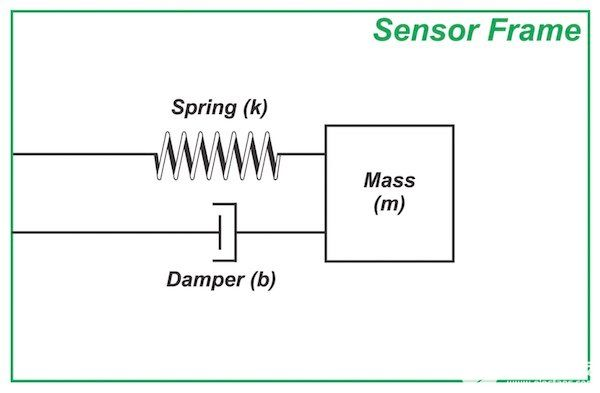 Sensor Frame
Spring (k)
Mass
(m)
Damper (b)